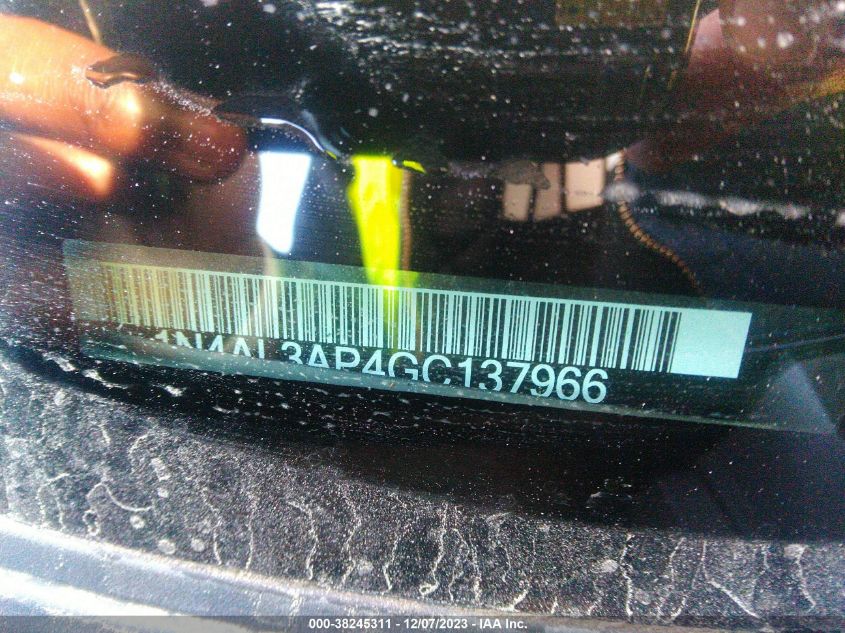 1N4AL3AP4GC137966
000-38245311 - 12/07/2023 - IAA Inc.